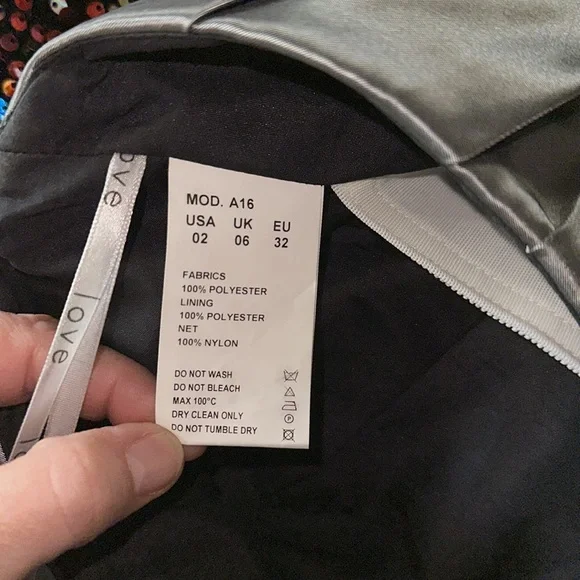 MOD. A16
USA UK EU
02 06 32
FABRICS
100% POLYESTER
LINING
100% POLYESTER
NET
100% NYLON
DO NOT WASH
DO NOT BLEACH
MAX 100°C
DRY CLEAN ONLY
DO NOT TUMBLE DRY
P
love
love
lo